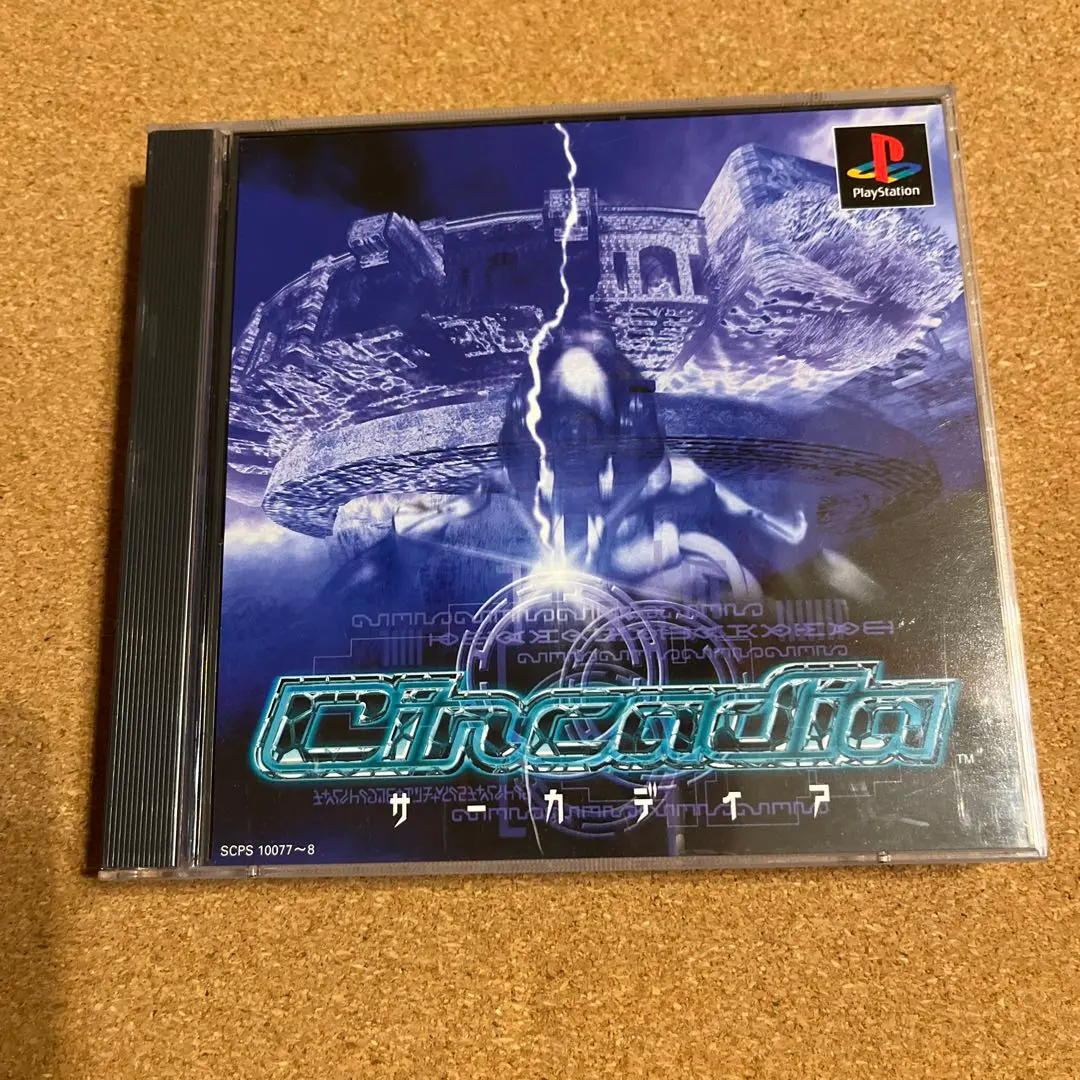 PlayStation
Circadia
TM
サーカディア
SCPS 10077～8